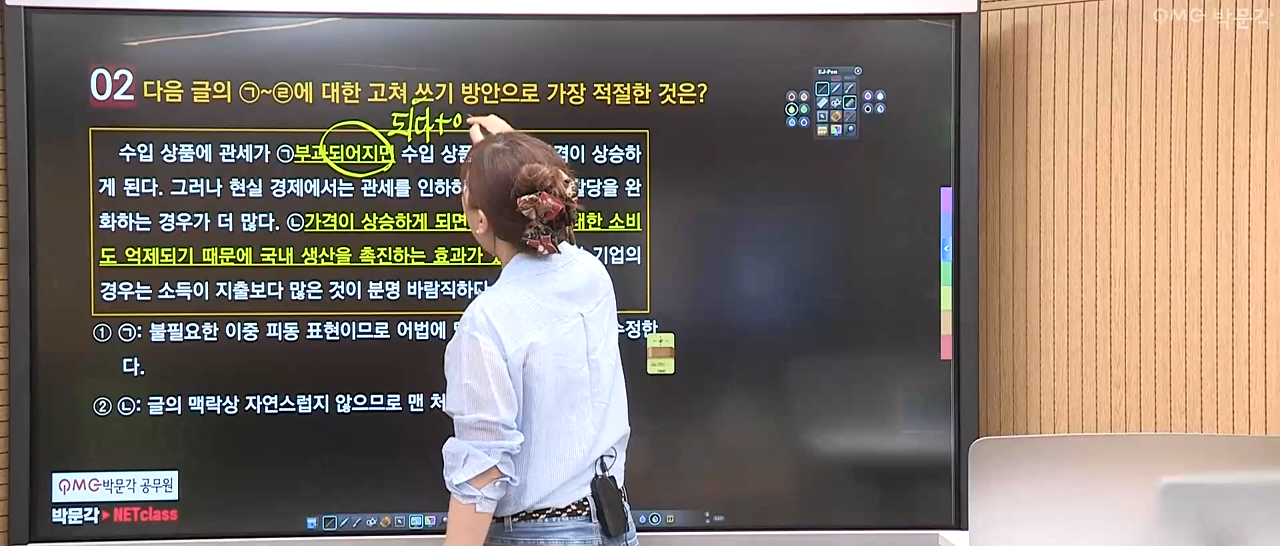 OMG 박문각
EJ-Pen
02 다음 글의 ㉠~㉣에 대한 고쳐 쓰기 방안으로 가장 적절한 것은?
되다+
수입 상품에 관세가 ㉠부과되어지면 수입 상품 이 상승하
게 된다. 그러나 현실 경제에서는 관세를 인하하 당을 완
화하는 경우가 더 많다. ㉡가격이 상승하게 되면 대한 소비
도 억제되기 때문에 국내 생산을 촉진하는 효과가 기업의
경우는 소득이 지출보다 많은 것이 분명 바람직하다
① ㉠: 불필요한 이중 피동 표현이므로 어법에 수정한
다.
② ㉡: 글의 맥락상 자연스럽지 않으므로 맨 처
OMG 박문각 공무원
박문각 NETclass